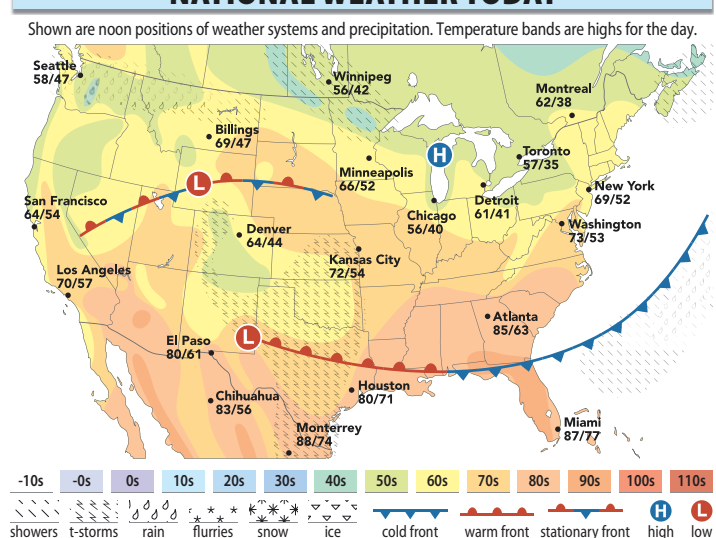 NATIONAL WEATHER TODAY
Shown are noon positions of weather systems and precipitation. Temperature bands are highs for the day.
Seattle
58/47
Winnipeg
56/42
Montreal
62/38
Billings
69/47
H
Toronto
57/35
Minneapolis
66/52
L
San Francisco
64/54
New York
69/52
Detroit
61/41
Chicago
56/40
Washington
73/53
Denver
64/44
Kansas City
72/54
Los Angeles
70/57
Atlanta
85/63
L
El Paso
80/61
Houston
80/71
Chihuahua
83/56
Miami
87/77
Monterrey
88/74
-10s -0s 0s 10s 20s 30s 40s 50s 60s 70s 80s 90s 100s 110s
H L
showers t-storms rain flurries snow ice cold front warm front stationary front high low